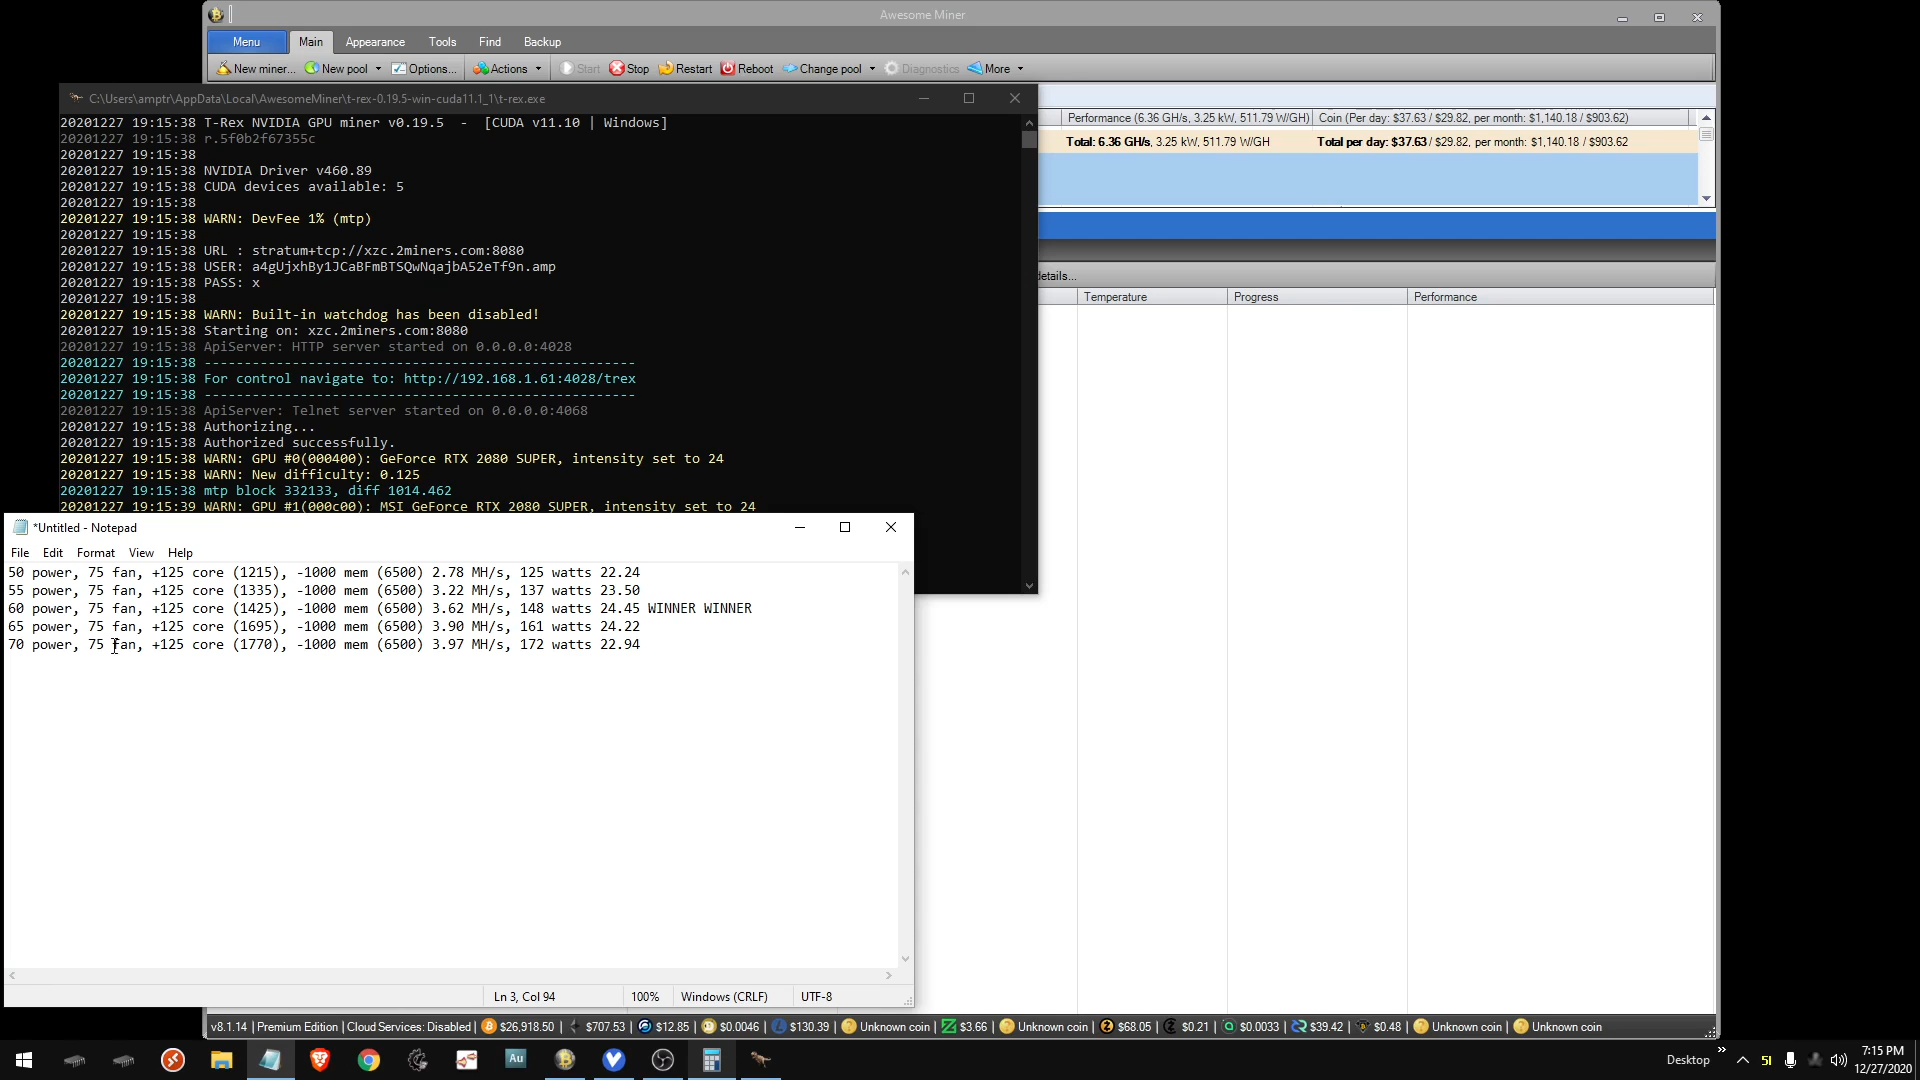 Awesome Miner
Menu Main Appearance Tools Find Backup
New miner... New pool Options... Actions Start Stop Restart Reboot Change pool Diagnostics More
C:\Users\amptr\AppData\Local\AwesomeMiner\t-rex-0.19.5-win-cuda11.1_1\t-rex.exe
20201227 19:15:38 T-Rex NVIDIA GPU miner v0.19.5 - [CUDA v11.10 | Windows]
20201227 19:15:38 r.5f0b2f67355c
20201227 19:15:38
20201227 19:15:38 NVIDIA Driver v460.89
20201227 19:15:38 CUDA devices available: 5
20201227 19:15:38
20201227 19:15:38 WARN: DevFee 1% (mtp)
20201227 19:15:38
20201227 19:15:38 URL : stratum+tcp://xzc.2miners.com:8080
20201227 19:15:38 USER: a4gUjxhBy1JCaBFmBTSQwNqajbA52eTf9n.amp
20201227 19:15:38 PASS: x
20201227 19:15:38
20201227 19:15:38 WARN: Built-in watchdog has been disabled!
20201227 19:15:38 Starting on: xzc.2miners.com:8080
20201227 19:15:38 ApiServer: HTTP server started on 0.0.0.0:4028
20201227 19:15:38 ------------------------------------------------------
20201227 19:15:38 For control navigate to: http://192.168.1.61:4028/trex
20201227 19:15:38 ------------------------------------------------------
20201227 19:15:38 ApiServer: Telnet server started on 0.0.0.0:4068
20201227 19:15:38 Authorizing...
20201227 19:15:38 Authorized successfully.
20201227 19:15:38 WARN: GPU #0(000400): GeForce RTX 2080 SUPER, intensity set to 24
20201227 19:15:38 WARN: New difficulty: 0.125
20201227 19:15:38 mtp block 332133, diff 1014.462
20201227 19:15:39 WARN: GPU #1(000c00): MSI GeForce RTX 2080 SUPER, intensity set to 24
Performance (6.36 GH/s, 3.25 kW, 511.79 W/GH) Coin (Per day: $37.63 / $29.82, per month: $1,140.18 / $903.62)
Total: 6.36 GH/s, 3.25 kW, 511.79 W/GH Total per day: $37.63 / $29.82, per month: $1,140.18 / $903.62
details...
Temperature Progress Performance
*Untitled - Notepad
File Edit Format View Help
50 power, 75 fan, +125 core (1215), -1000 mem (6500) 2.78 MH/s, 125 watts 22.24
55 power, 75 fan, +125 core (1335), -1000 mem (6500) 3.22 MH/s, 137 watts 23.50
60 power, 75 fan, +125 core (1425), -1000 mem (6500) 3.62 MH/s, 148 watts 24.45 WINNER WINNER
65 power, 75 fan, +125 core (1695), -1000 mem (6500) 3.90 MH/s, 161 watts 24.22
70 power, 75 fan, +125 core (1770), -1000 mem (6500) 3.97 MH/s, 172 watts 22.94
Ln 3, Col 94 100% Windows (CRLF) UTF-8
v8.1.14 | Premium Edition | Cloud Services: Disabled | $26,918.50 | $707.53 | $12.85 | $0.0046 | $130.39 | Unknown coin | $3.66 | Unknown coin | $68.05 | $0.21 | $0.0033 | $39.42 | $0.48 | Unknown coin | Unknown coin
Au
Desktop » 51
7:15 PM
12/27/2020